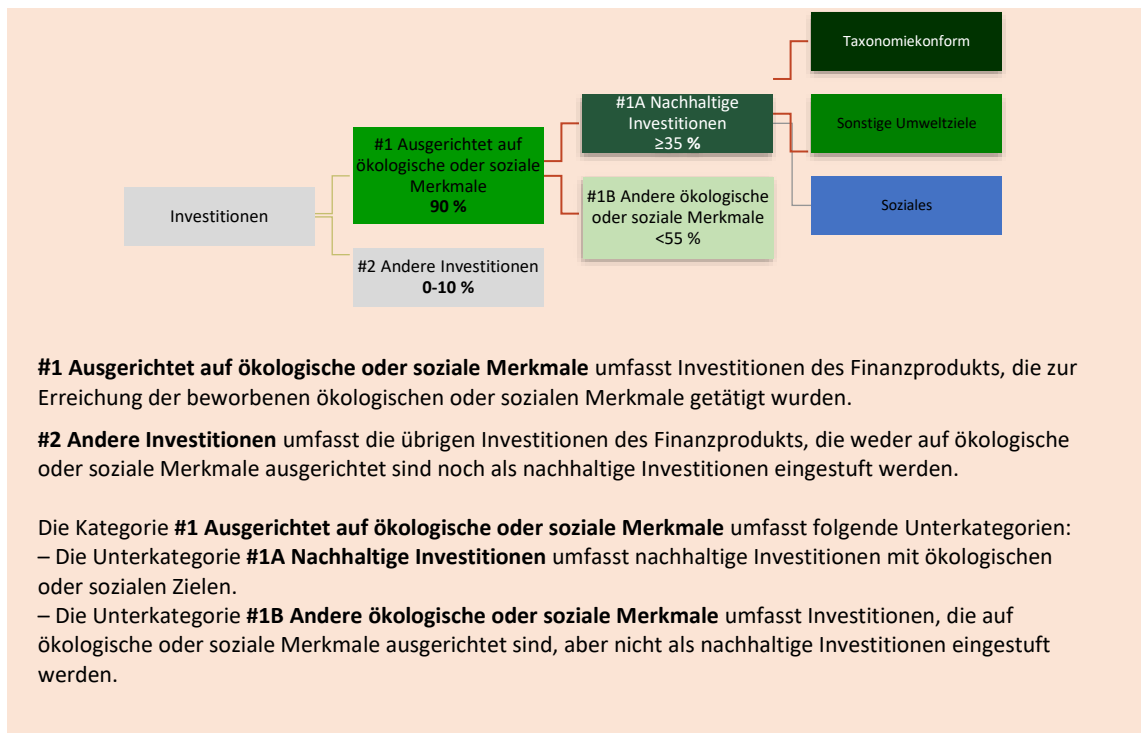 Taxonomiekonform
#1A Nachhaltige
Investitionen
≥35 %
Sonstige Umweltziele
#1 Ausgerichtet auf
ökologische oder soziale
Merkmale
90 %
#1B Andere ökologische
oder soziale Merkmale
<55 %
Soziales
Investitionen
#2 Andere Investitionen
0-10 %
#1 Ausgerichtet auf ökologische oder soziale Merkmale umfasst Investitionen des Finanzprodukts, die zur
Erreichung der beworbenen ökologischen oder sozialen Merkmale getätigt wurden.
#2 Andere Investitionen umfasst die übrigen Investitionen des Finanzprodukts, die weder auf ökologische
oder soziale Merkmale ausgerichtet sind noch als nachhaltige Investitionen eingestuft werden.
Die Kategorie #1 Ausgerichtet auf ökologische oder soziale Merkmale umfasst folgende Unterkategorien:
– Die Unterkategorie #1A Nachhaltige Investitionen umfasst nachhaltige Investitionen mit ökologischen
oder sozialen Zielen.
– Die Unterkategorie #1B Andere ökologische oder soziale Merkmale umfasst Investitionen, die auf
ökologische oder soziale Merkmale ausgerichtet sind, aber nicht als nachhaltige Investitionen eingestuft
werden.